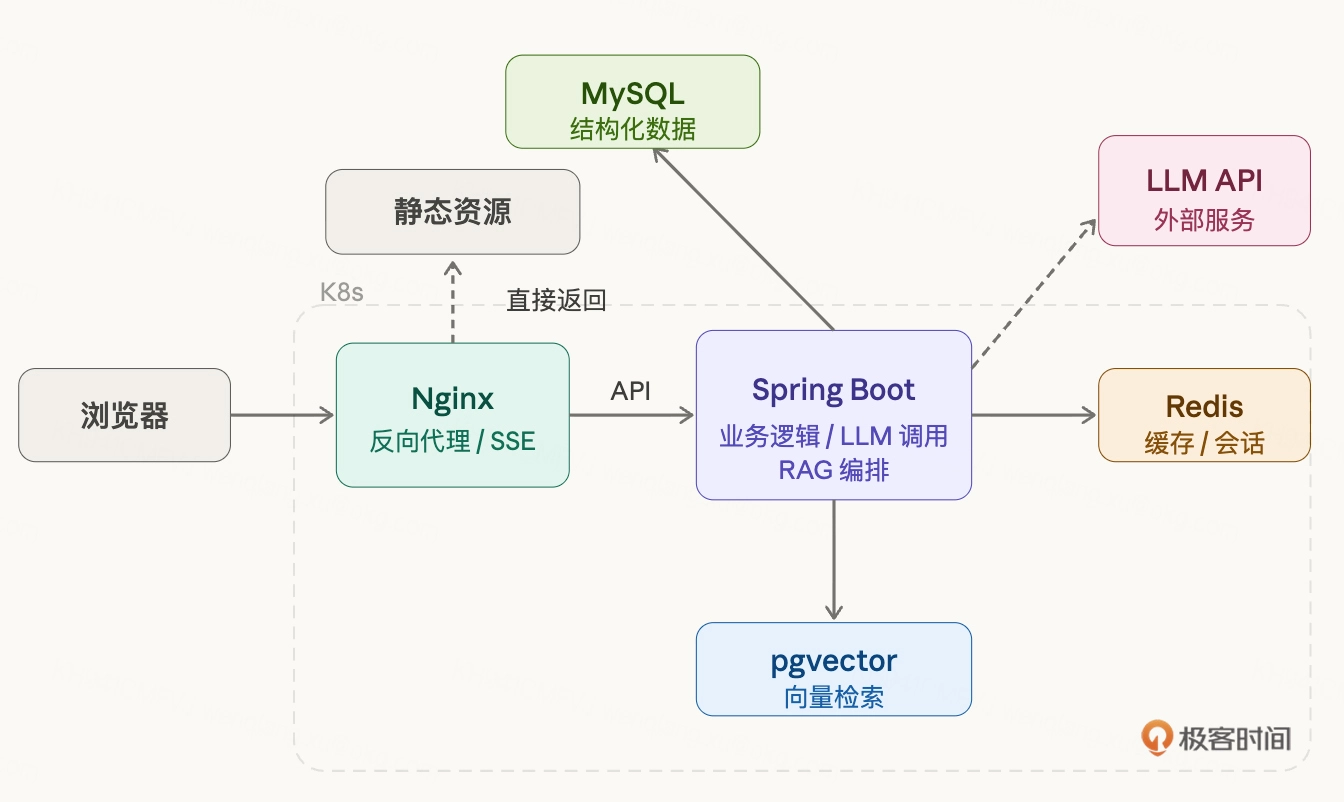 MySQL
结构化数据
LLM API
外部服务
静态资源
K8s
直接返回
浏览器
Nginx
反向代理 / SSE
API
Spring Boot
业务逻辑 / LLM 调用
RAG 编排
Redis
缓存 / 会话
pgvector
向量检索
极客时间